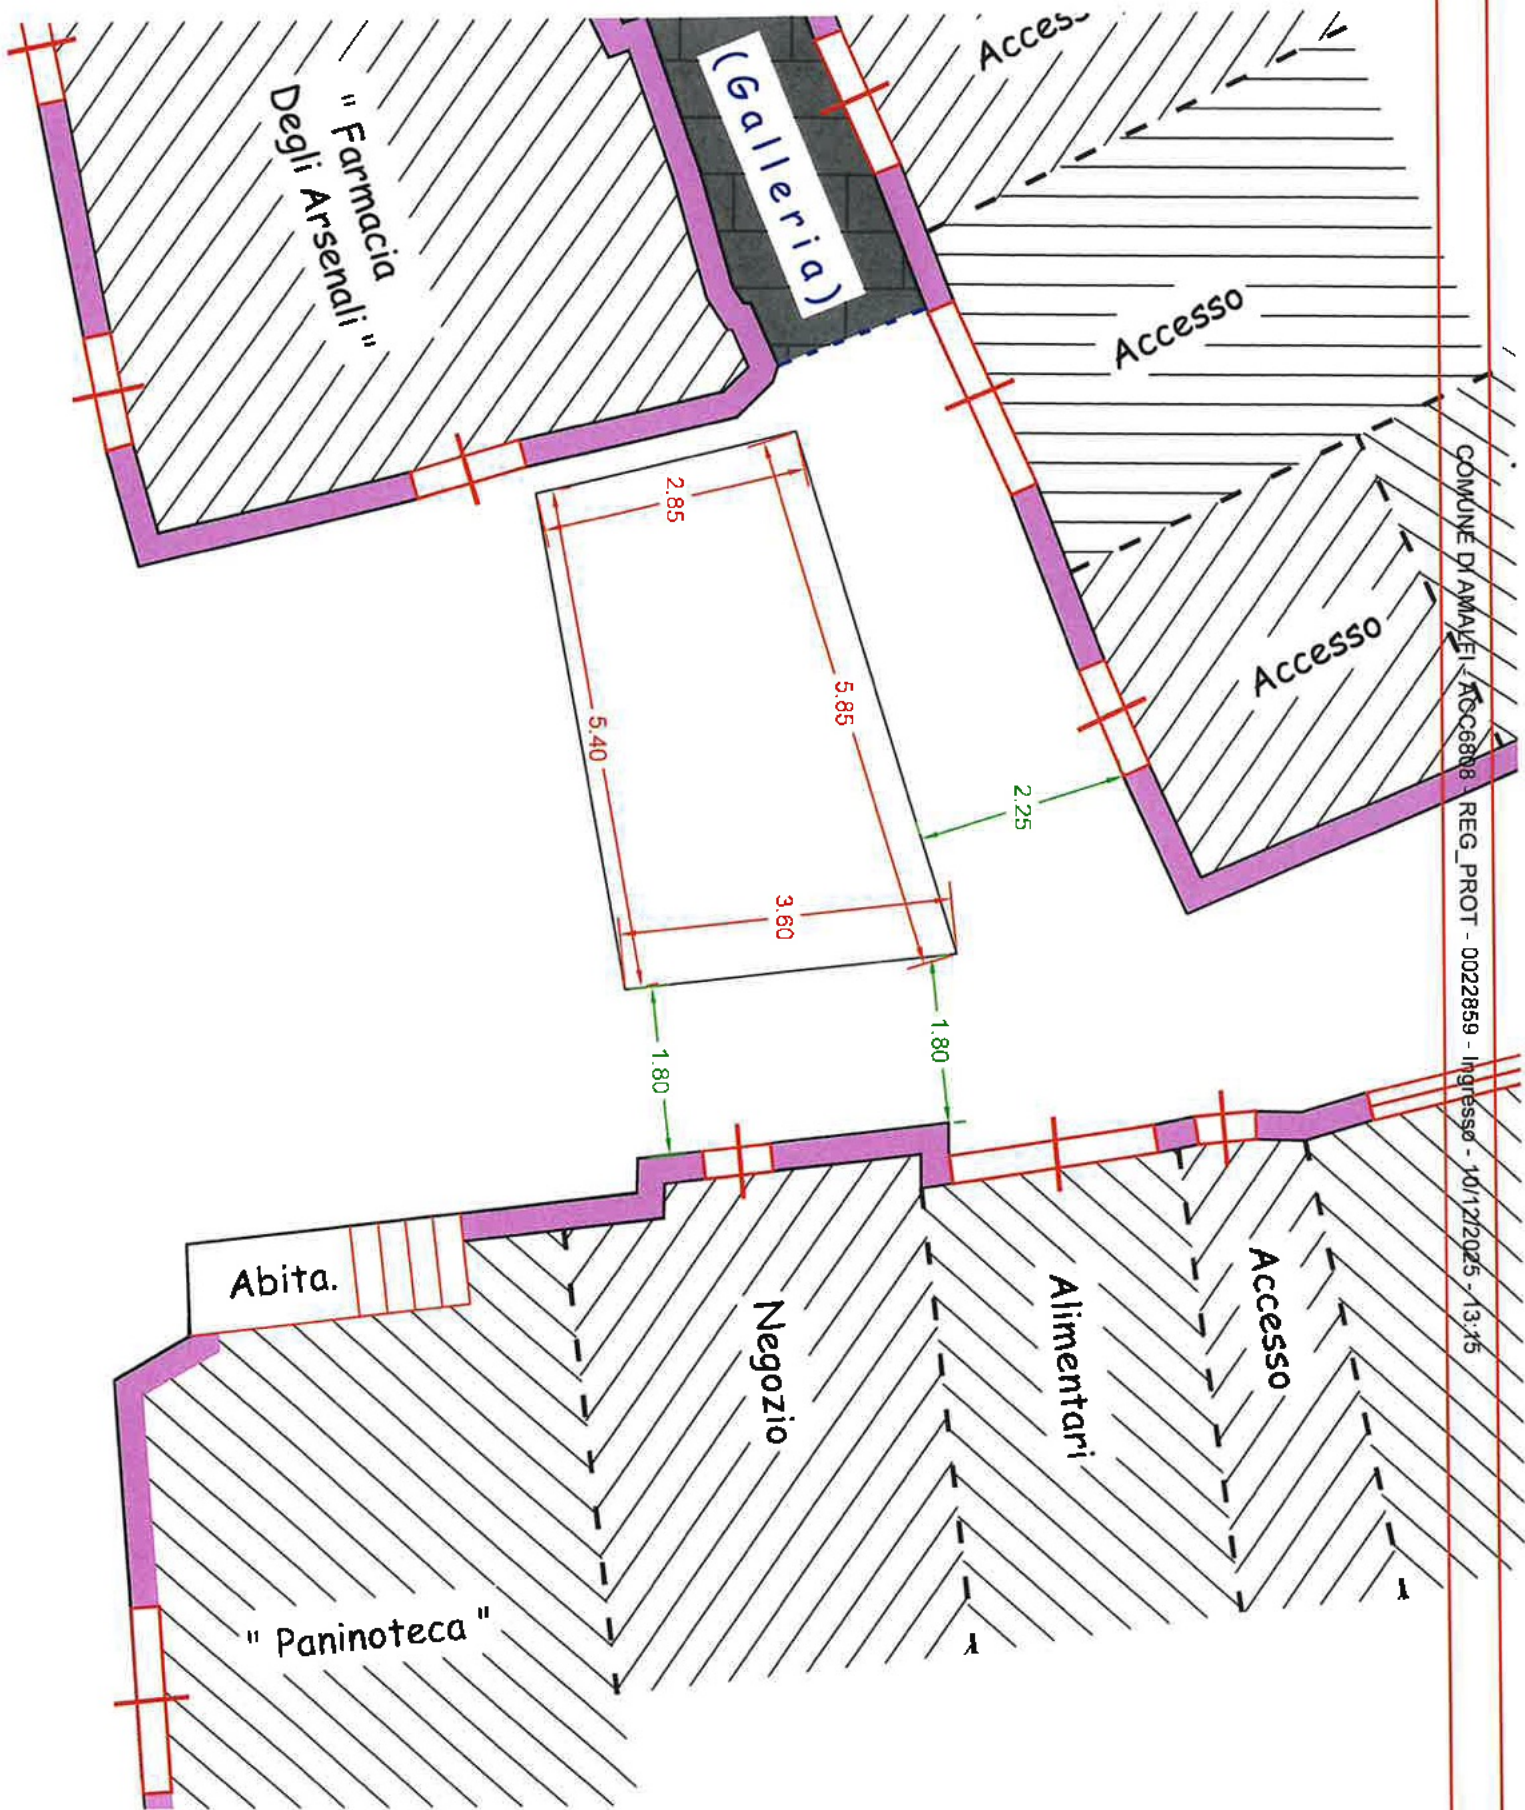 Acces
(Galleria)
" Farmacia
Degli Arsenali "
Accesso
Accesso
COMUNE DI AMALFI - ACC6808 - REG_PROT - 0022859 - Ingresso - 10/12/2025 - 13:15
2.85
5.85
5.40
2.25
3.60
1.80
1.80
Abita.
Negozio
Alimentari
Accesso
" Paninoteca "